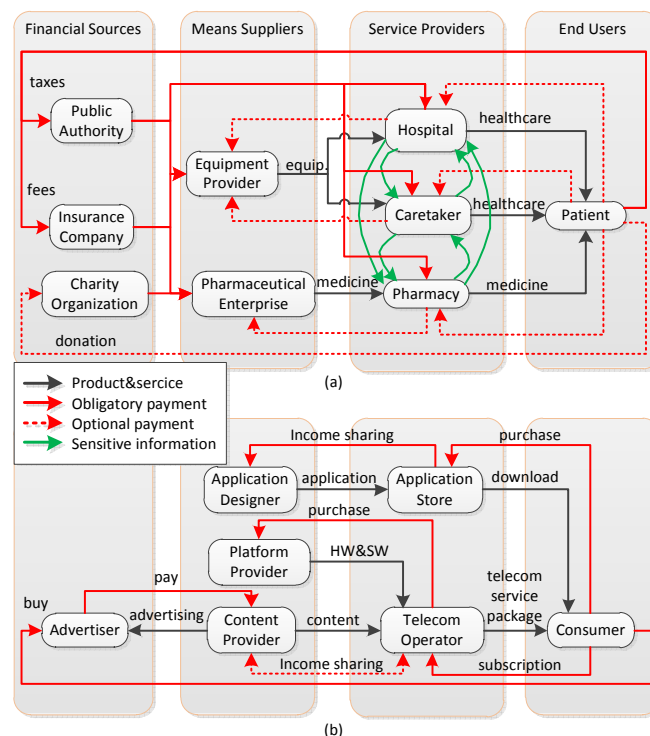 Financial Sources
Means Suppliers
Service Providers
End Users
taxes
Public
Authority
Hospital
healthcare
Equipment
Provider
equip.
fees
Insurance
Company
Caretaker
healthcare
Patient
Charity
Organization
Pharmaceutical
Enterprise
medicine
Pharmacy
medicine
donation
(a)
Product&service
Obligatory payment
Optional payment
Sensitive information
Income sharing
purchase
Application
Designer
application
Application
Store
download
purchase
Platform
Provider
HW&SW
telecom
service
package
pay
buy
Advertiser
advertising
Content
Provider
content
Telecom
Operator
Consumer
Income sharing
subscription
(b)